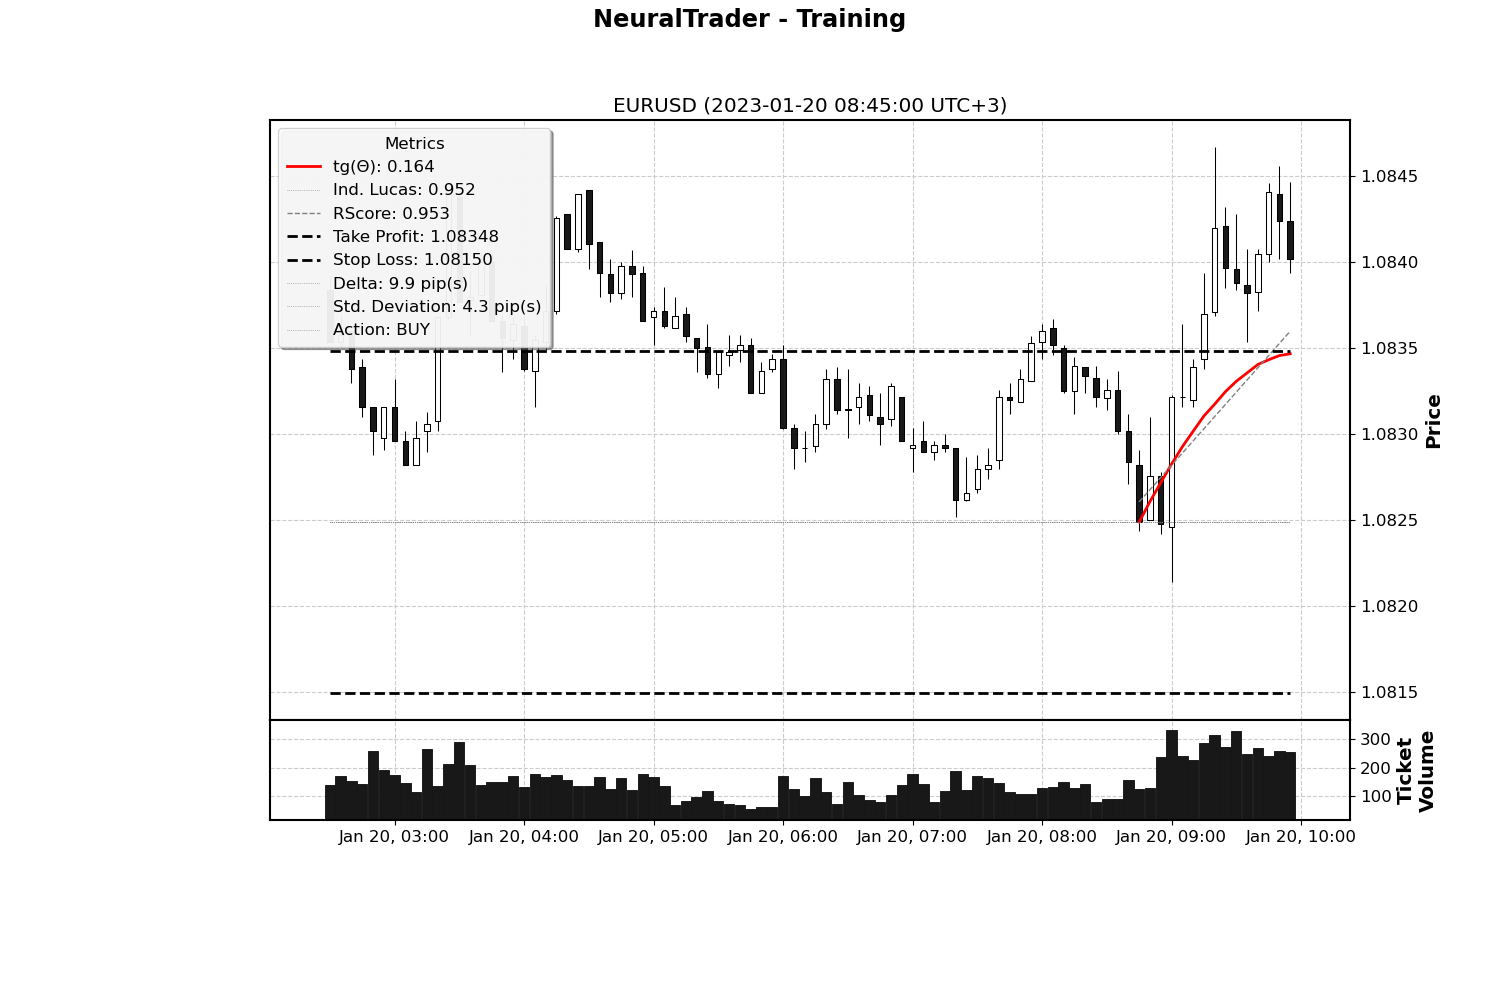 NeuralTrader - Training
EURUSD (2023-01-20 08:45:00 UTC+3)
Metrics
tg(Θ): 0.164
Ind. Lucas: 0.952
RScore: 0.953
Take Profit: 1.08348
Stop Loss: 1.08150
Delta: 9.9 pip(s)
Std. Deviation: 4.3 pip(s)
Action: BUY
1.0845
1.0840
1.0835
1.0830
1.0825
1.0820
1.0815
Price
300
200
100
Ticket
Volume
Jan 20, 03:00
Jan 20, 04:00
Jan 20, 05:00
Jan 20, 06:00
Jan 20, 07:00
Jan 20, 08:00
Jan 20, 09:00
Jan 20, 10:00